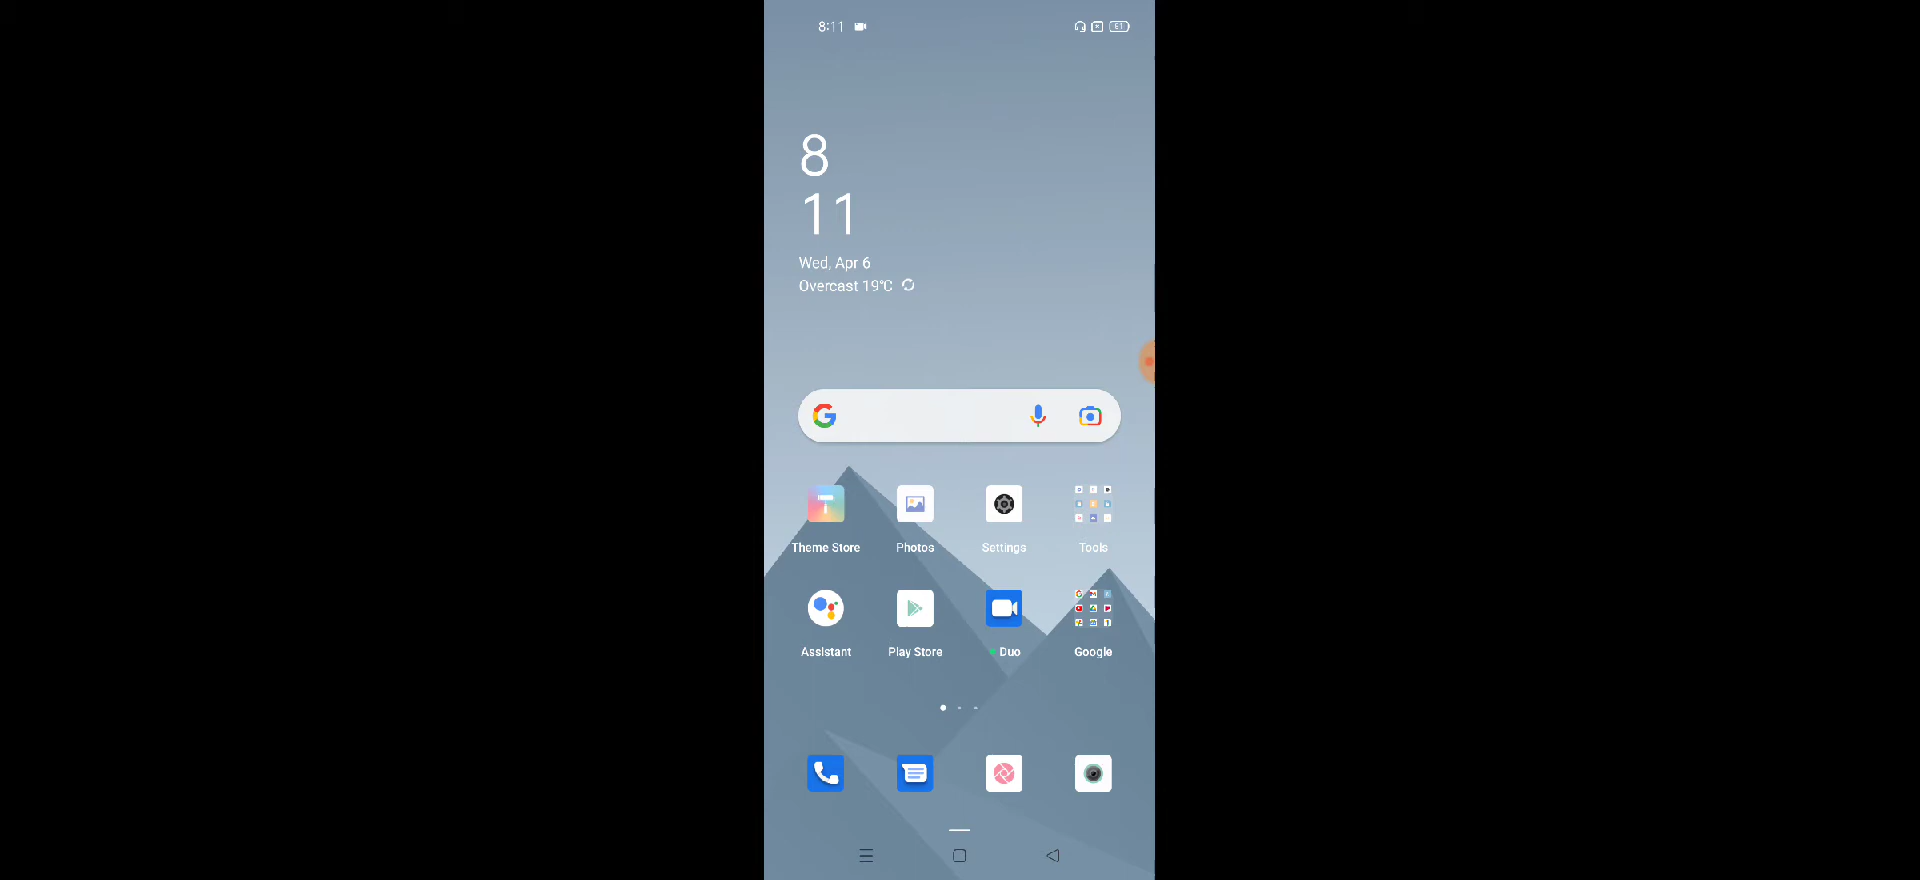 8:11
61
8
11
Wed, Apr 6
Overcast 19℃
Theme Store
Photos
Settings
Tools
Assistant
Play Store
Duo
Google